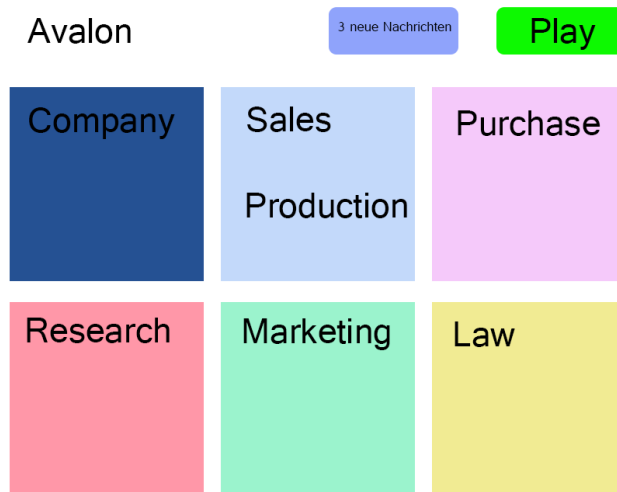 Avalon
3 neue Nachrichten
Play
Company
Sales
Production
Purchase
Research
Marketing
Law